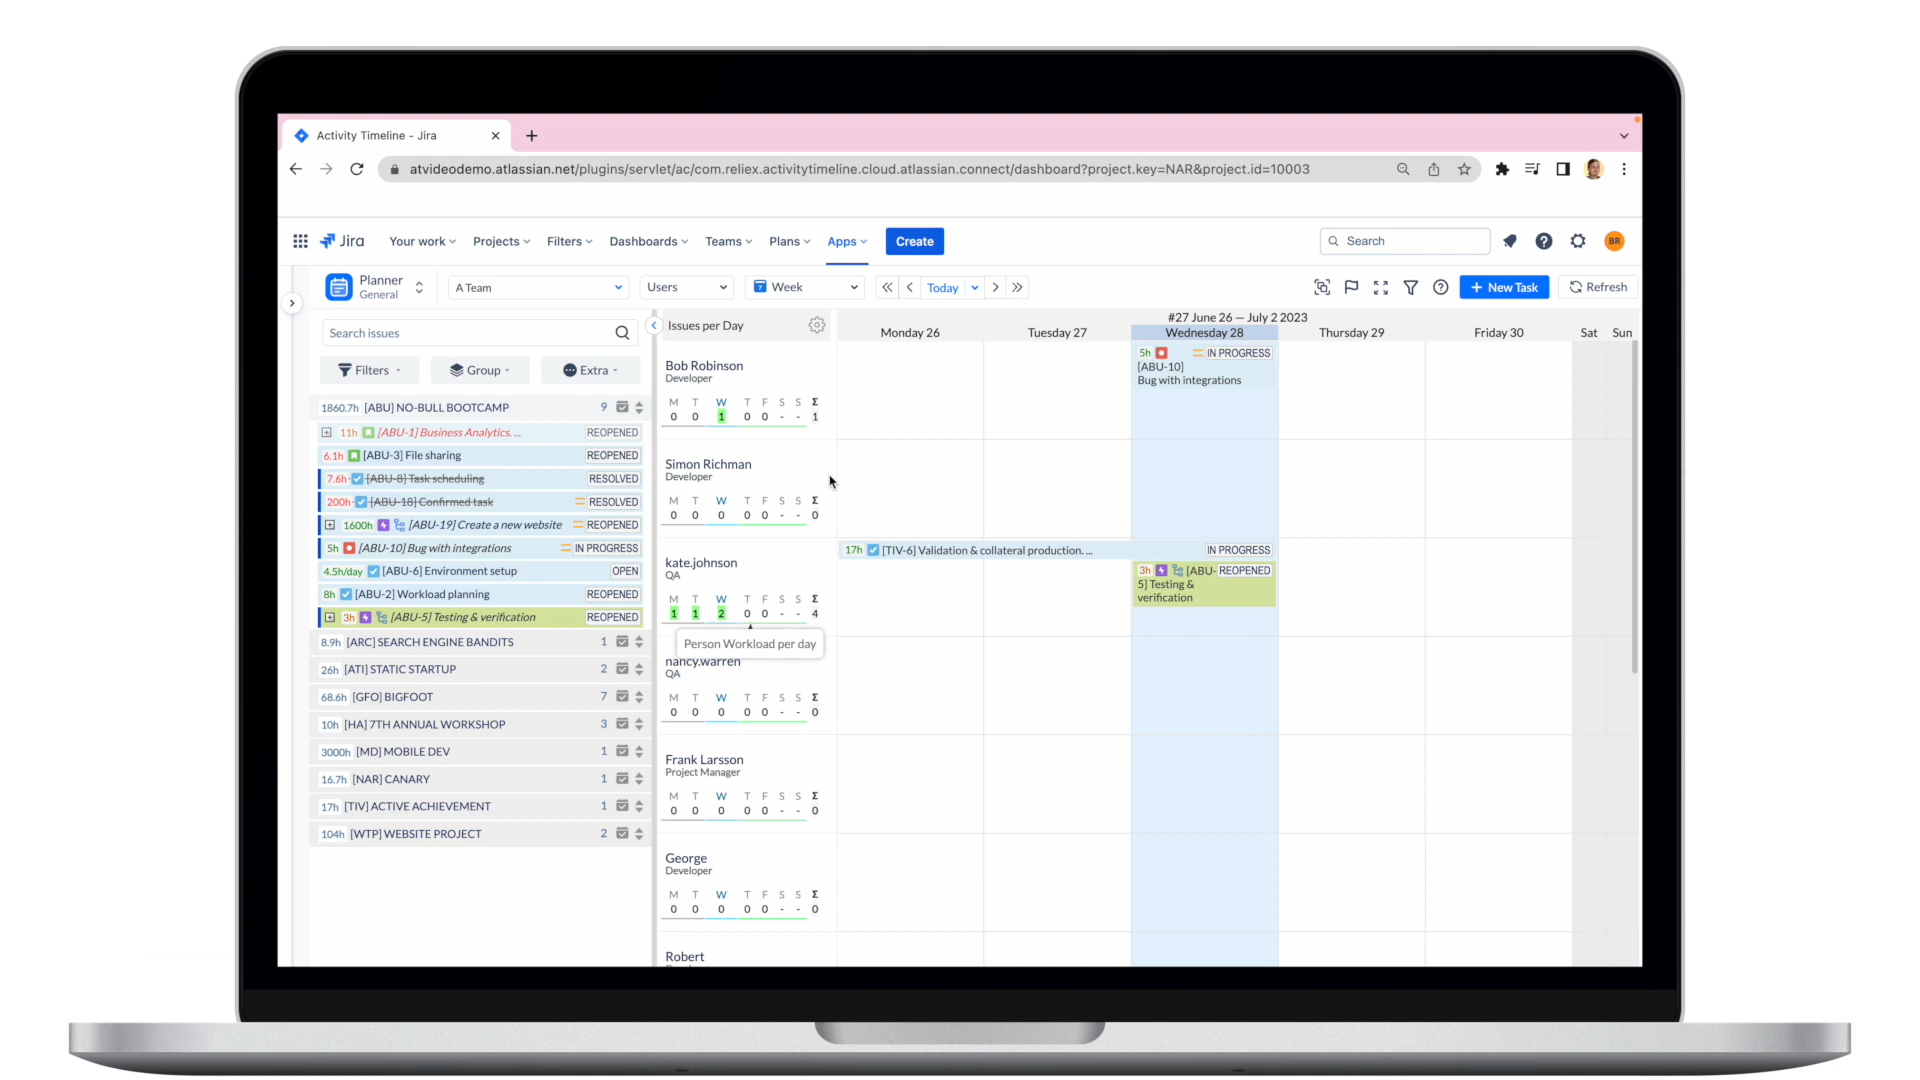 Activity Timeline - Jira
atvideodemo.atlassian.net/plugins/servlet/ac/com.reliex.activitytimeline.cloud.atlassian.connect/dashboard?project.key=NAR&project.id=10003
Jira Your work Projects Filters Dashboards Teams Plans Apps Create Search BR
Planner
General
A Team Users 7 Week Today + New Task Refresh
Search issues
Filters Group Extra
1860.7h [ABU] NO-BULL BOOTCAMP 9
11h [ABU-1] Business Analytics. ... REOPENED
6.1h [ABU-3] File sharing REOPENED
7.6h [ABU-8] Task scheduling RESOLVED
200h [ABU-18] Confirmed task RESOLVED
1600h [ABU-19] Create a new website REOPENED
5h [ABU-10] Bug with integrations IN PROGRESS
4.5h/day [ABU-6] Environment setup OPEN
8h [ABU-2] Workload planning REOPENED
3h [ABU-5] Testing & verification REOPENED
8.9h [ARC] SEARCH ENGINE BANDITS 1
26h [ATI] STATIC STARTUP 2
68.6h [GFO] BIGFOOT 7
10h [HA] 7TH ANNUAL WORKSHOP 3
3000h [MD] MOBILE DEV 1
16.7h [NAR] CANARY 1
17h [TIV] ACTIVE ACHIEVEMENT 1
104h [WTP] WEBSITE PROJECT 2
Issues per Day
#27 June 26 — July 2 2023
Monday 26 Tuesday 27 Wednesday 28 Thursday 29 Friday 30 Sat Sun
Bob Robinson
Developer
M T W T F S S Σ
0 0 1 0 0 - - 1
5h IN PROGRESS
[ABU-10]
Bug with integrations
Simon Richman
Developer
M T W T F S S Σ
0 0 0 0 0 - - 0
kate.johnson
QA
M T W T F S S Σ
1 1 2 0 0 - - 4
17h [TIV-6] Validation & collateral production. ... IN PROGRESS
3h [ABU- REOPENED
5] Testing &
verification
Person Workload per day
nancy.warren
QA
M T W T F S S Σ
0 0 0 0 0 - - 0
Frank Larsson
Project Manager
M T W T F S S Σ
0 0 0 0 0 - - 0
George
Developer
M T W T F S S Σ
0 0 0 0 0 - - 0
Robert